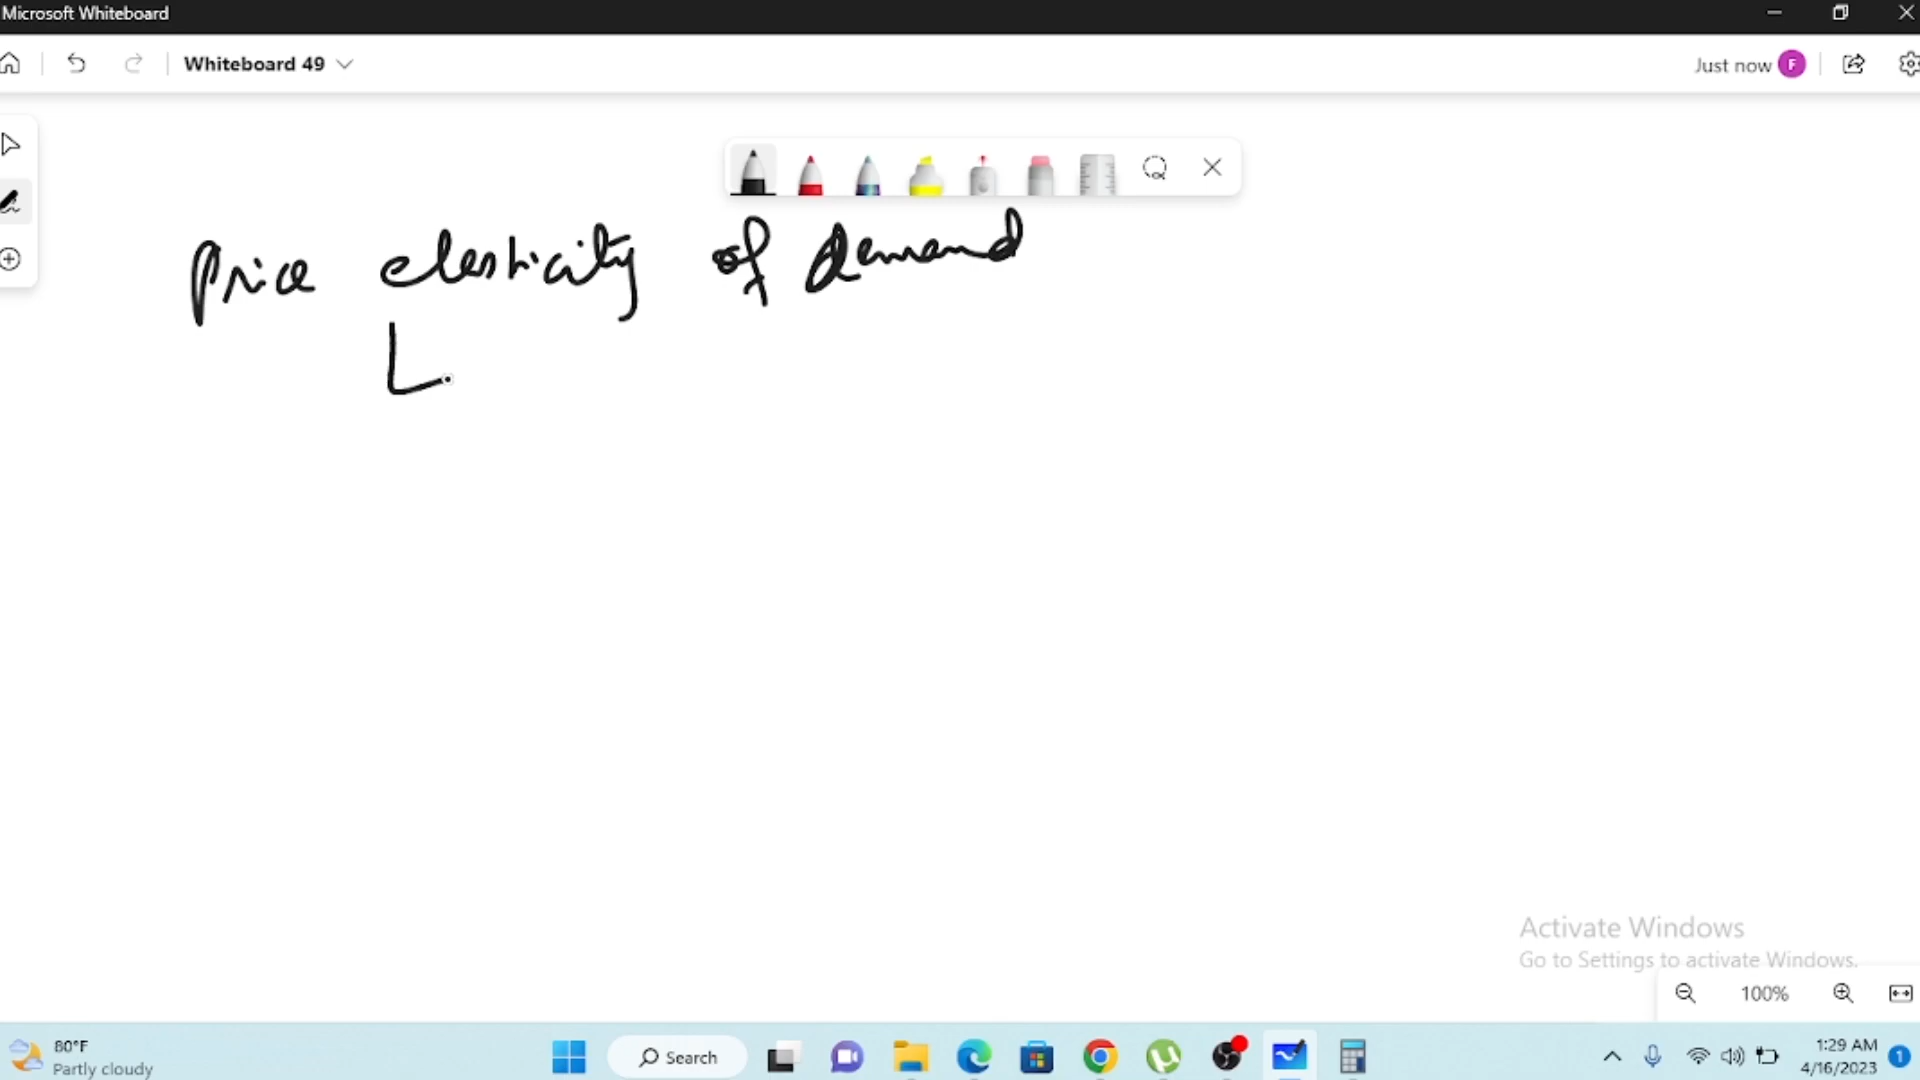 Microsoft Whiteboard
Whiteboard 49
Just now F
Price elasticity of demand
Activate Windows
Go to Settings to activate Windows.
100%
80°F
Partly cloudy
Search
1:29 AM
4/16/2023
1